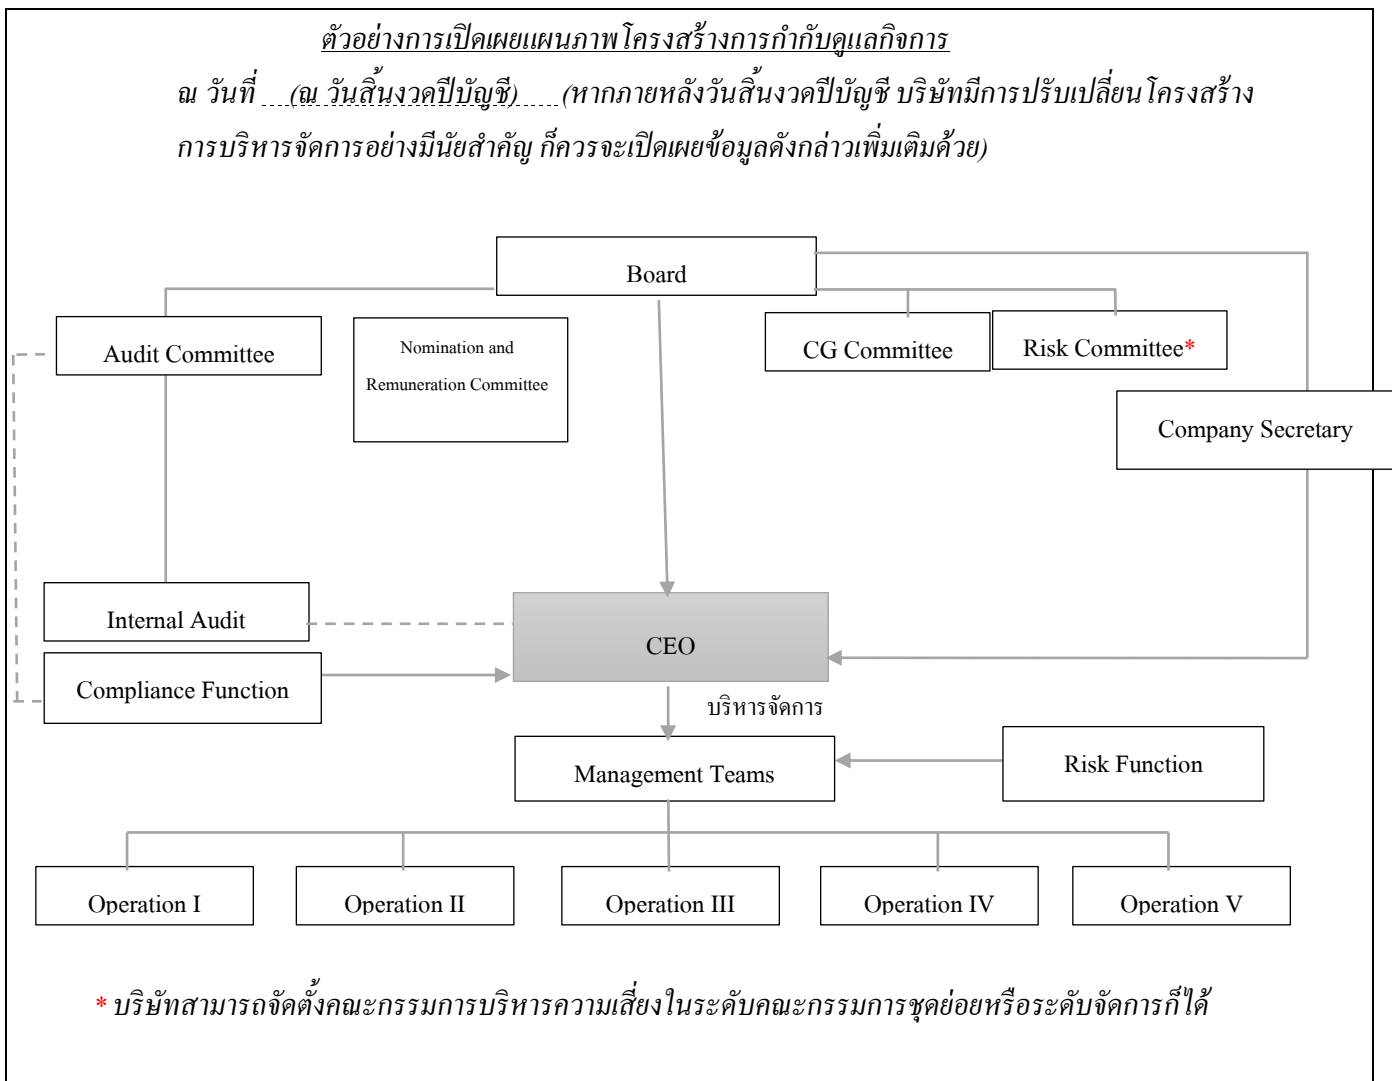 ตัวอย่างการเปิดเผยแผนภาพโครงสร้างการกำกับดูแลกิจการ
ณ วันที่ (ณ วันสิ้นงวดปีบัญชี) (หากภายหลังวันสิ้นงวดปีบัญชี บริษัทมีการปรับเปลี่ยนโครงสร้าง
การบริหารจัดการอย่างมีนัยสำคัญ ก็ควรจะเปิดเผยข้อมูลดังกล่าวเพิ่มเติมด้วย)
Board
Audit Committee
Nomination and
Remuneration Committee
CG Committee
Risk Committee*
Company Secretary
Internal Audit
CEO
Compliance Function
บริหารจัดการ
Management Teams
Risk Function
Operation I
Operation II
Operation III
Operation IV
Operation V
* บริษัทสามารถจัดตั้งคณะกรรมการบริหารความเสี่ยงในระดับคณะกรรมการชุดย่อยหรือระดับจัดการก็ได้